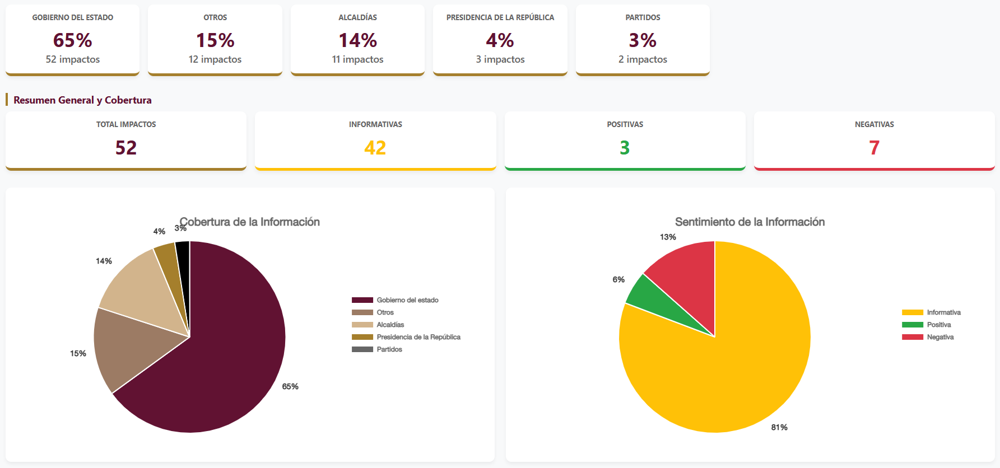 GOBIERNO DEL ESTADO
65%
52 impactos
OTROS
15%
12 impactos
ALCALDÍAS
14%
11 impactos
PRESIDENCIA DE LA REPÚBLICA
4%
3 impactos
PARTIDOS
3%
2 impactos
Resumen General y Cobertura
TOTAL IMPACTOS
52
INFORMATIVAS
42
POSITIVAS
3
NEGATIVAS
7
Cobertura de la Información
4%
3%
14%
15%
65%
Gobierno del estado
Otros
Alcaldías
Presidencia de la República
Partidos
Sentimiento de la Información
13%
6%
81%
Informativa
Positiva
Negativa